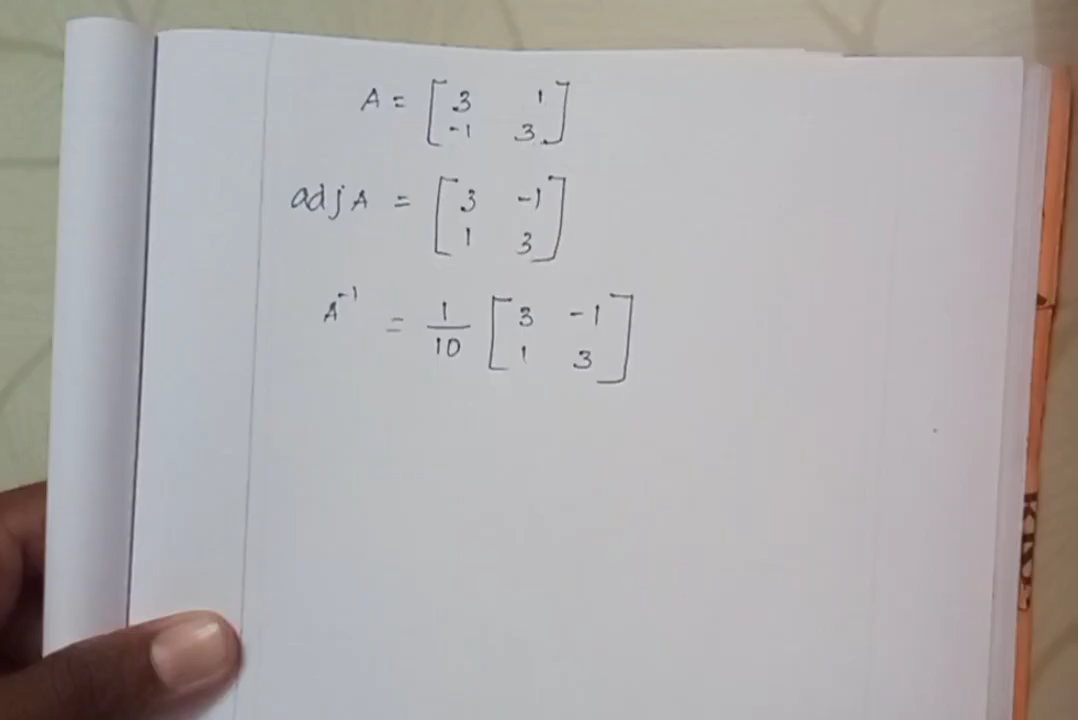 A = [ 3 1
-1 3 ]
adj A = [ 3 -1
1 3 ]
A⁻¹ = 1/10 [ 3 -1
1 3 ]